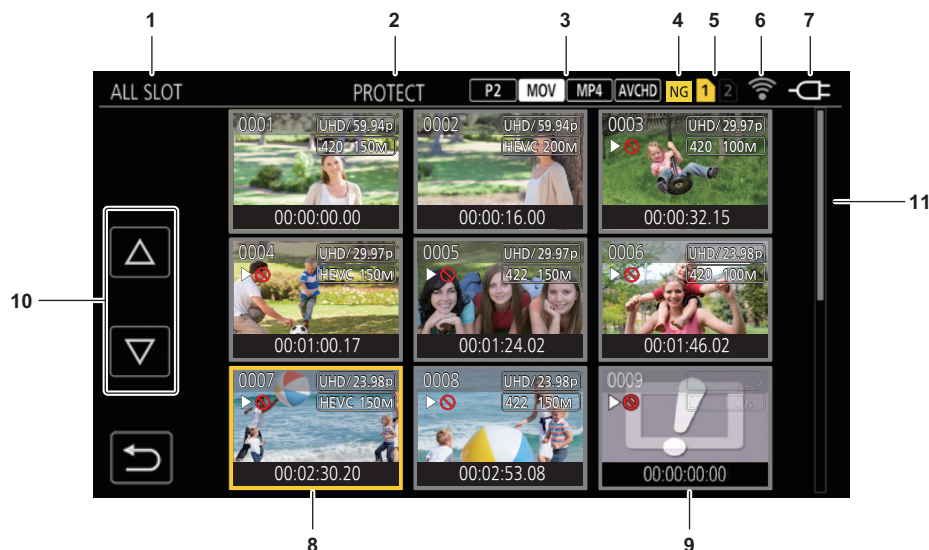 1 2 3 4 5 6 7
ALL SLOT PROTECT P2 MOV MP4 AVCHD NG 1 2
0001 UHD/59.94p 0002 UHD/59.94p 0003 UHD/29.97p
420 150M HEVC 200M 420 100M
00:00:00.00 00:00:16.00 00:00:32.15
11
0004 UHD/29.97p 0005 UHD/29.97p 0006 UHD/23.98p
HEVC 150M 422 150M 420 100M
10
00:01:00.17 00:01:24.02 00:01:46.02
0007 UHD/23.98p 0008 UHD/23.98p 0009
HEVC 150M 422 150M
00:02:30.20 00:02:53.08 00:00:00:00
8 9